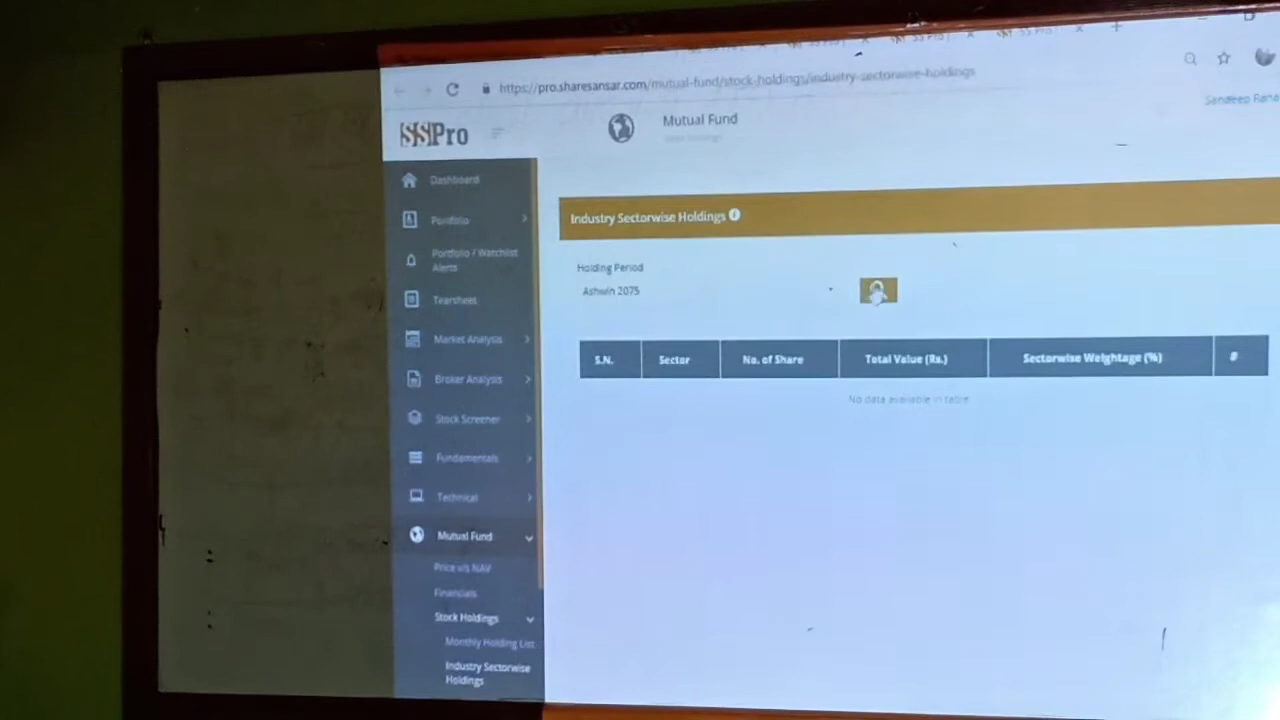 https://pro.sharesansar.com/mutual-fund/stock-holdings/industry-sectorwise-holdings
SSPro
Mutual Fund
Sandeep Rana
Dashboard
Portfolio
Portfolio / Watchlist
Alerts
Tearsheet
Market Analysis
Broker Analysis
Stock Screener
Fundamentals
Technical
Mutual Fund
Price v/s NAV
Financials
Stock Holdings
Monthly Holding List
Industry Sectorwise
Holdings
Industry Sectorwise Holdings
Holding Period
Ashwin 2075
S.N. Sector No. of Share Total Value (Rs.) Sectorwise Weightage (%) #
No data available in table